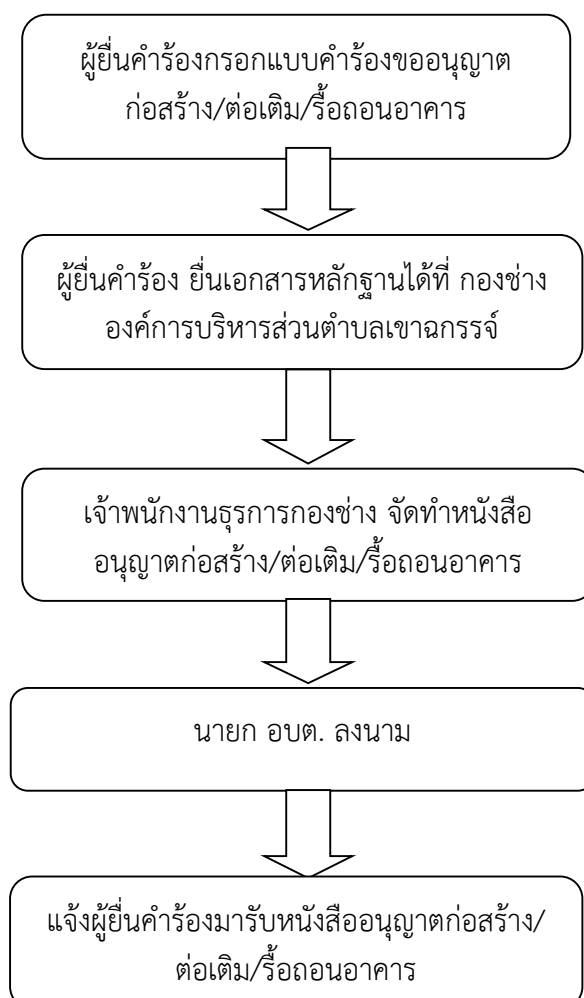 ผู้ยื่นคำร้องกรอกแบบคำร้องขออนุญาต
ก่อสร้าง/ต่อเติม/รื้อถอนอาคาร
ผู้ยื่นคำร้อง ยื่นเอกสารหลักฐานได้ที่ กองช่าง
องค์การบริหารส่วนตำบลเขาฉกรรจ์
เจ้าพนักงานธุรการกองช่าง จัดทำหนังสือ
อนุญาตก่อสร้าง/ต่อเติม/รื้อถอนอาคาร
นายก อบต. ลงนาม
แจ้งผู้ยื่นคำร้องมารับหนังสืออนุญาตก่อสร้าง/
ต่อเติม/รื้อถอนอาคาร